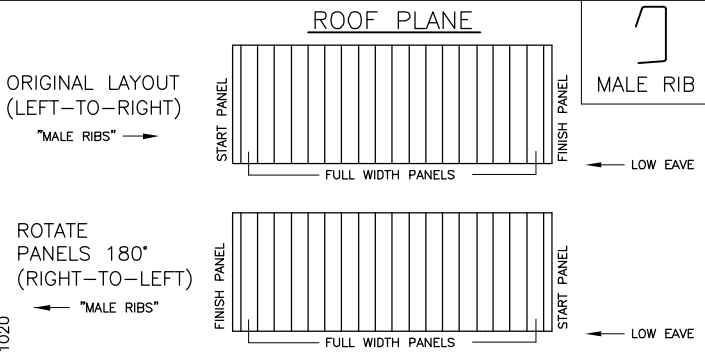 ROOF PLANE
MALE RIB
ORIGINAL LAYOUT
(LEFT-TO-RIGHT)
"MALE RIBS"
START PANEL
FINISH PANEL
FULL WIDTH PANELS
LOW EAVE
ROTATE
PANELS 180°
(RIGHT-TO-LEFT)
"MALE RIBS"
FINISH PANEL
START PANEL
FULL WIDTH PANELS
LOW EAVE
1020